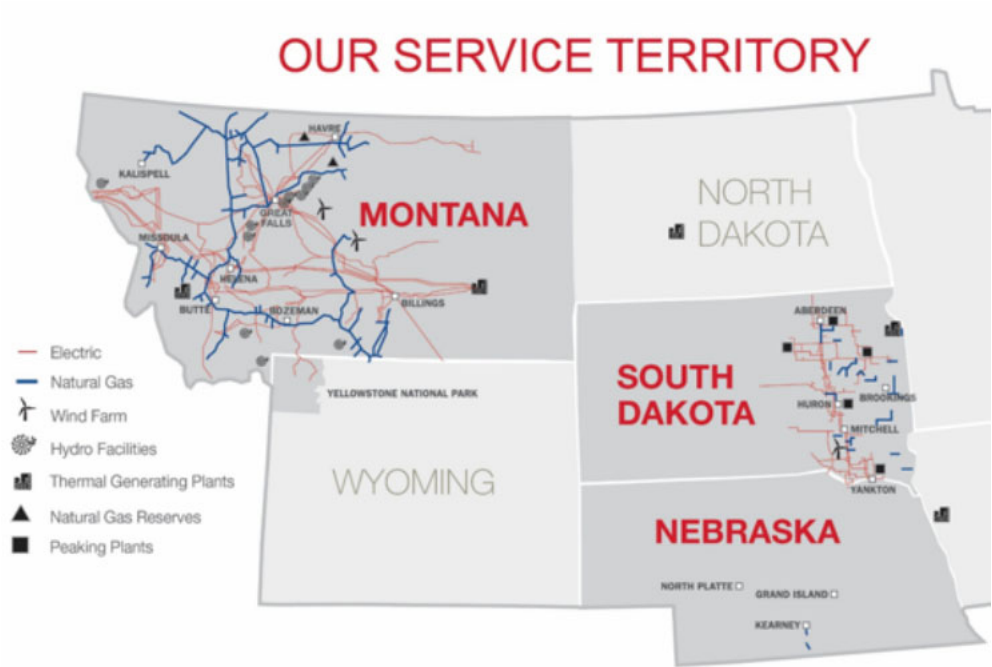 OUR SERVICE TERRITORY
HAVRE
KALISPELL
GREAT
FALLS
MONTANA
NORTH
DAKOTA
MISSOULA
HELENA
BUTTE
BOZEMAN
BILLINGS
ABERDEEN
Electric
Natural Gas
Wind Farm
Hydro Facilities
Thermal Generating Plants
Natural Gas Reserves
Peaking Plants
YELLOWSTONE NATIONAL PARK
SOUTH
DAKOTA
BROOKINGS
HURON
MITCHELL
WYOMING
YANKTON
NEBRASKA
NORTH PLATTE
GRAND ISLAND
KEARNEY